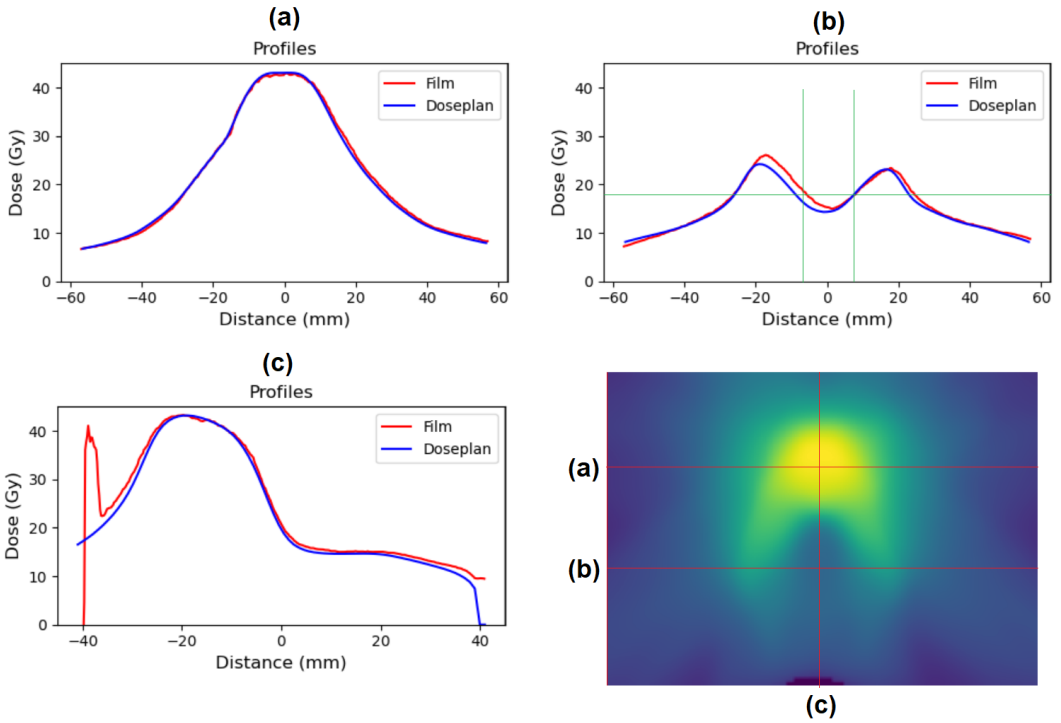 (a)
Profiles
Film
Doseplan
40
30
20
10
0
Dose (Gy)
−60
−40
−20
0
20
40
60
Distance (mm)
(b)
Profiles
Film
Doseplan
40
30
20
10
0
Dose (Gy)
−60
−40
−20
0
20
40
60
Distance (mm)
(c)
Profiles
Film
Doseplan
40
30
20
10
0
Dose (Gy)
−40
−20
0
20
40
Distance (mm)
(a)
(b)
(c)